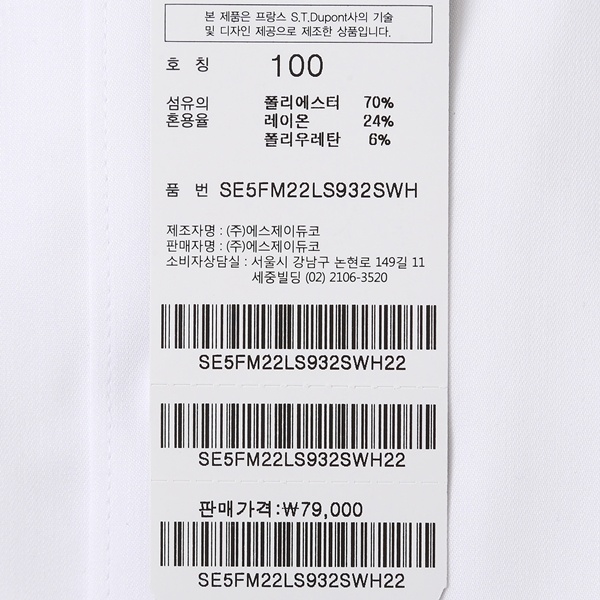 본 제품은 프랑스 S.T.Dupont사의 기술
및 디자인 제공으로 제조한 상품입니다.
호 칭 100
섬유의 폴리에스터 70%
혼용율 레이온 24%
폴리우레탄 6%
품 번 SE5FM22LS932SWH
제조자명 : (주)에스제이듀코
판매자명 : (주)에스제이듀코
소비자상담실 : 서울시 강남구 논현로 149길 11
세중빌딩 (02) 2106-3520
SE5FM22LS932SWH22
SE5FM22LS932SWH22
판매가격:₩79,000
SE5FM22LS932SWH22